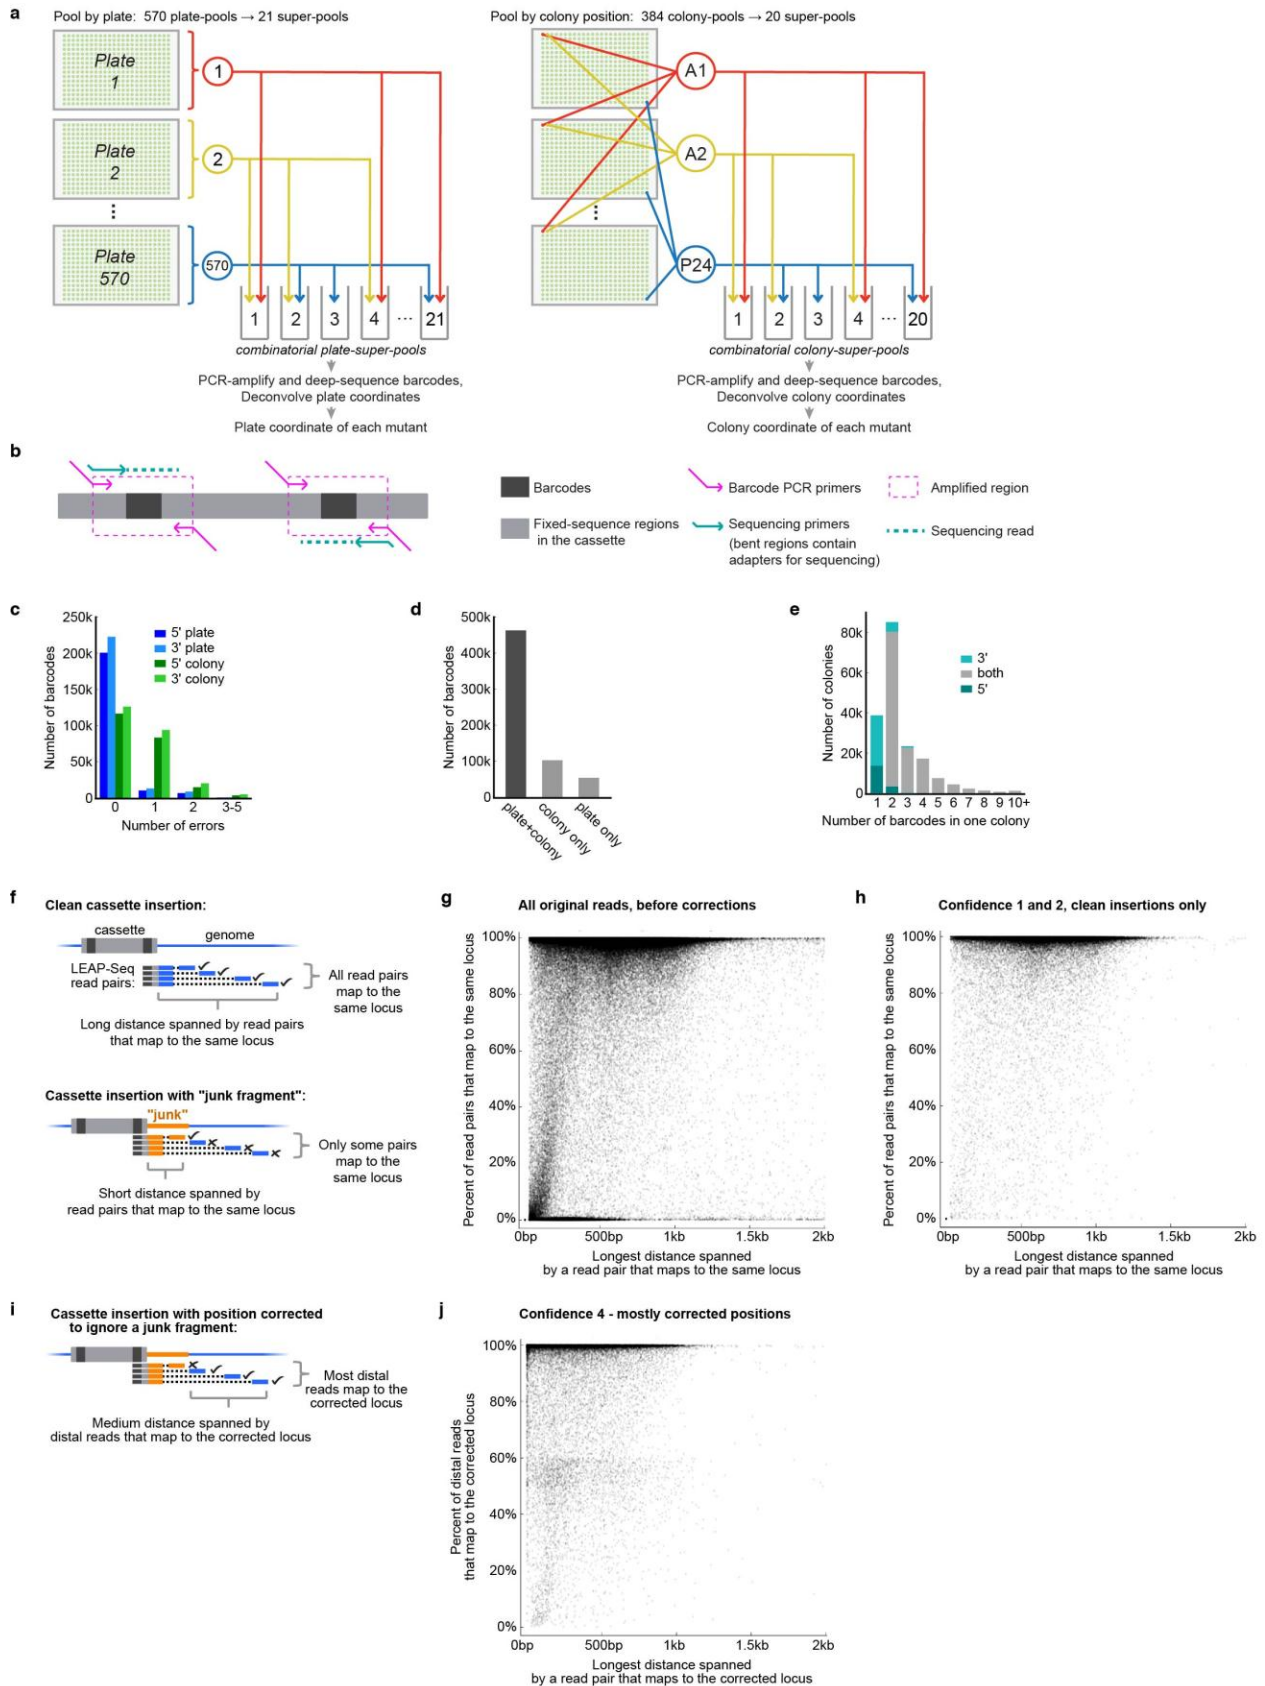 a
Pool by plate: 570 plate-pools → 21 super-pools
Plate
1
1
Plate
2
2
Plate
570
570
1 2 3 4 ... 21
combinatorial plate-super-pools
PCR-amplify and deep-sequence barcodes,
Deconvolve plate coordinates
Plate coordinate of each mutant
Pool by colony position: 384 colony-pools → 20 super-pools
A1
A2
P24
1 2 3 4 ... 20
combinatorial colony-super-pools
PCR-amplify and deep-sequence barcodes,
Deconvolve colony coordinates
Colony coordinate of each mutant
b
Barcodes
Fixed-sequence regions
in the cassette
Barcode PCR primers
Sequencing primers
(bent regions contain
adapters for sequencing)
Amplified region
Sequencing read
c
Number of barcodes
250k
200k
150k
100k
50k
0
5' plate
3' plate
5' colony
3' colony
0 1 2 3-5
Number of errors
d
Number of barcodes
500k
400k
300k
200k
100k
0
plate+colony
colony only
plate only
e
Number of colonies
80k
60k
40k
20k
0
3'
both
5'
1 2 3 4 5 6 7 8 9 10+
Number of barcodes in one colony
f
Clean cassette insertion:
cassette
genome
LEAP-Seq
read pairs:
All read pairs
map to the
same locus
Long distance spanned by read pairs
that map to the same locus
Cassette insertion with "junk fragment":
"junk"
Only some pairs
map to the
same locus
Short distance spanned by
read pairs that map to the same locus
g
All original reads, before corrections
Percent of read pairs that map to the same locus
100%
80%
60%
40%
20%
0%
0bp 500bp 1kb 1.5kb 2kb
Longest distance spanned
by a read pair that maps to the same locus
h
Confidence 1 and 2, clean insertions only
Percent of read pairs that map to the same locus
100%
80%
60%
40%
20%
0%
0bp 500bp 1kb 1.5kb 2kb
Longest distance spanned
by a read pair that maps to the same locus
i
Cassette insertion with position corrected
to ignore a junk fragment:
Most distal
reads map to the
corrected locus
Medium distance spanned by
distal reads that map to the corrected locus
j
Confidence 4 - mostly corrected positions
Percent of distal reads
that map to the corrected locus
100%
80%
60%
40%
20%
0%
0bp 500bp 1kb 1.5kb 2kb
Longest distance spanned
by a read pair that maps to the corrected locus